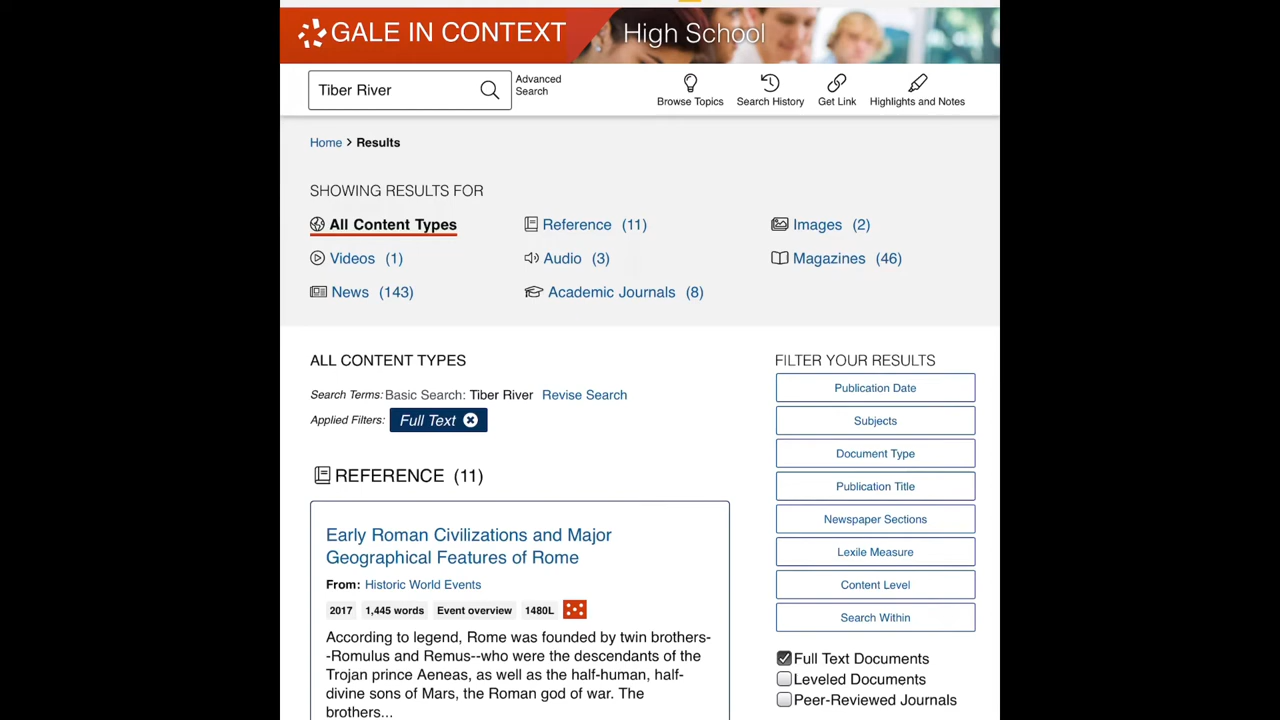 GALE IN CONTEXT High School
Tiber River
Advanced
Search
Browse Topics
Search History
Get Link
Highlights and Notes
Home > Results
SHOWING RESULTS FOR
All Content Types
Reference (11)
Images (2)
Videos (1)
Audio (3)
Magazines (46)
News (143)
Academic Journals (8)
ALL CONTENT TYPES
Search Terms: Basic Search: Tiber River Revise Search
Applied Filters: Full Text
REFERENCE (11)
Early Roman Civilizations and Major
Geographical Features of Rome
From: Historic World Events
2017 1,445 words Event overview 1480L
According to legend, Rome was founded by twin brothers-
-Romulus and Remus--who were the descendants of the
Trojan prince Aeneas, as well as the half-human, half-
divine sons of Mars, the Roman god of war. The
brothers...
FILTER YOUR RESULTS
Publication Date
Subjects
Document Type
Publication Title
Newspaper Sections
Lexile Measure
Content Level
Search Within
Full Text Documents
Leveled Documents
Peer-Reviewed Journals